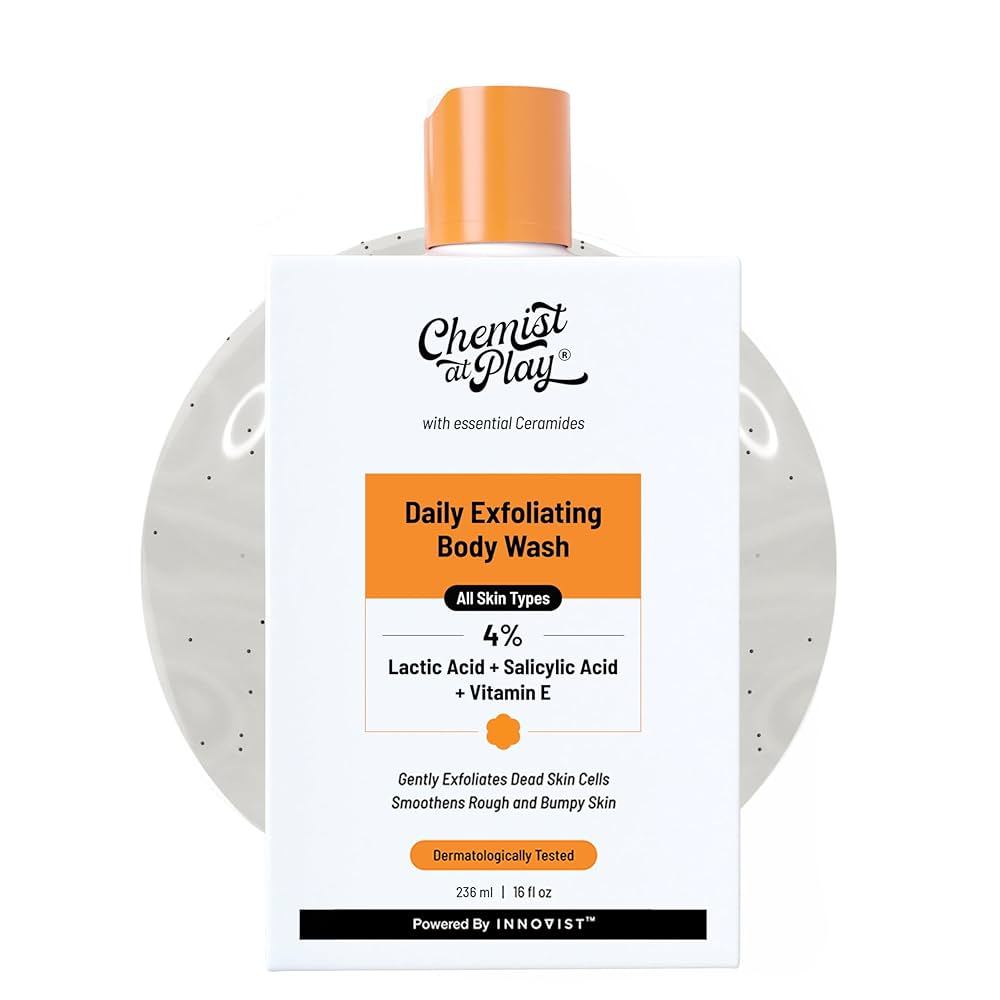 Chemist
at Play®
with essential Ceramides
Daily Exfoliating
Body Wash
All Skin Types
4%
Lactic Acid + Salicylic Acid
+ Vitamin E
Gently Exfoliates Dead Skin Cells
Smoothens Rough and Bumpy Skin
Dermatologically Tested
236 ml | 16 fl oz
Powered By INNOVIST™